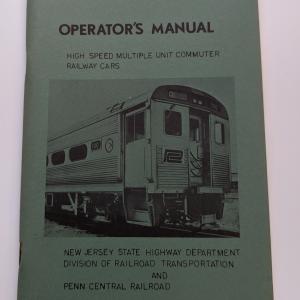 OPERATOR'S MANUAL
HIGH SPEED MULTIPLE UNIT COMMUTER
RAILWAY CARS
NEW JERSEY STATE HIGHWAY DEPARTMENT
DIVISION OF RAILROAD TRANSPORTATION
AND
PENN CENTRAL RAILROAD